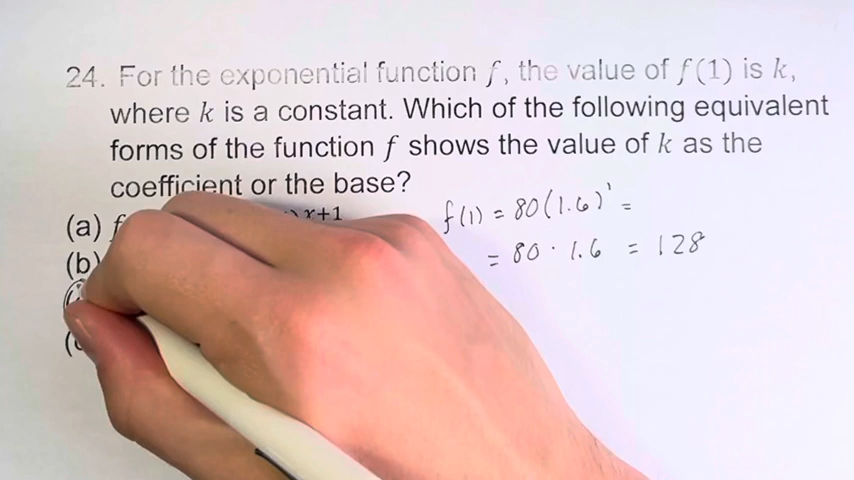 24. For the exponential function f, the value of f(1) is k,
where k is a constant. Which of the following equivalent
forms of the function f shows the value of k as the
coefficient or the base?
(a) f x+1
(b)
f(1) = 80(1.6)¹ =
= 80 · 1.6 = 128